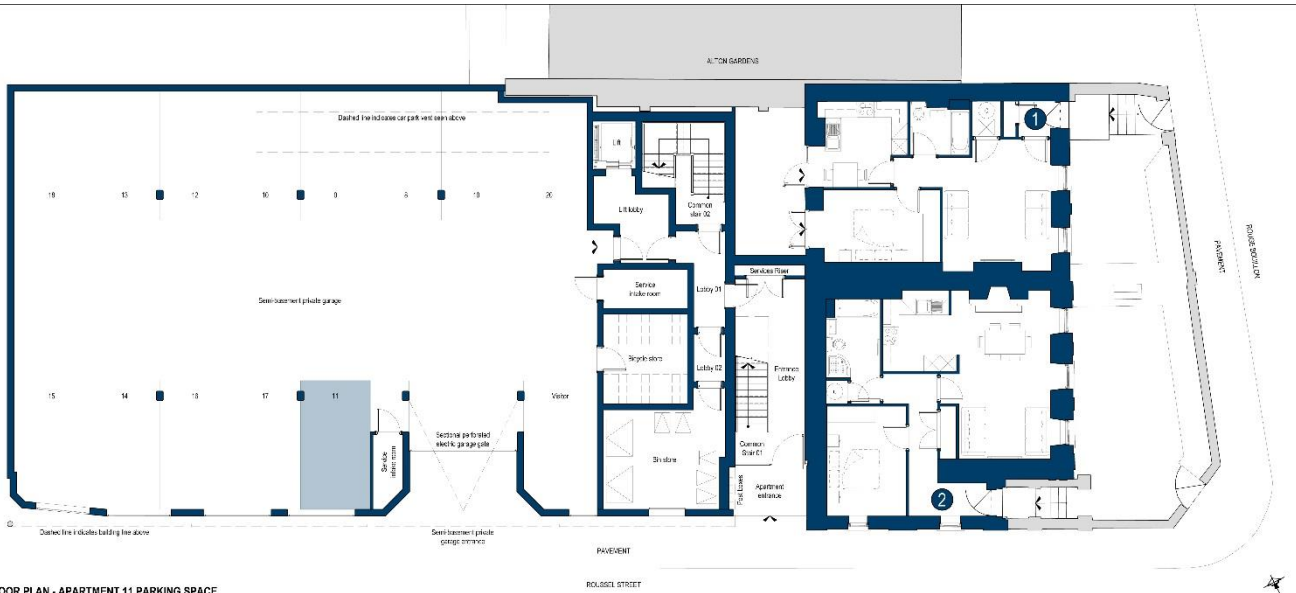 ALTON GARDENS
Dashed line indicates car park vent seen above
Lift
1
18 13 12 10 9 6 19 20
Lift lobby
Common
stair 02
ROUGE BOUILLON
PAVEMENT
Services Riser
Semi-basement private garage
Service
intake room
Lobby 01
Bicycle store
Lobby 02
Entrance
Lobby
15 14 16 17 11
Visitor
Sectional perforated
electric garage gate
Service
intake room
Bin store
Common
Stair 01
Post boxes
Apartment
entrance
2
Dashed line indicates building line above
Semi-basement private
garage entrance
PAVEMENT
ROUSSEL STREET
OOR PLAN - APARTMENT 11 PARKING SPACE